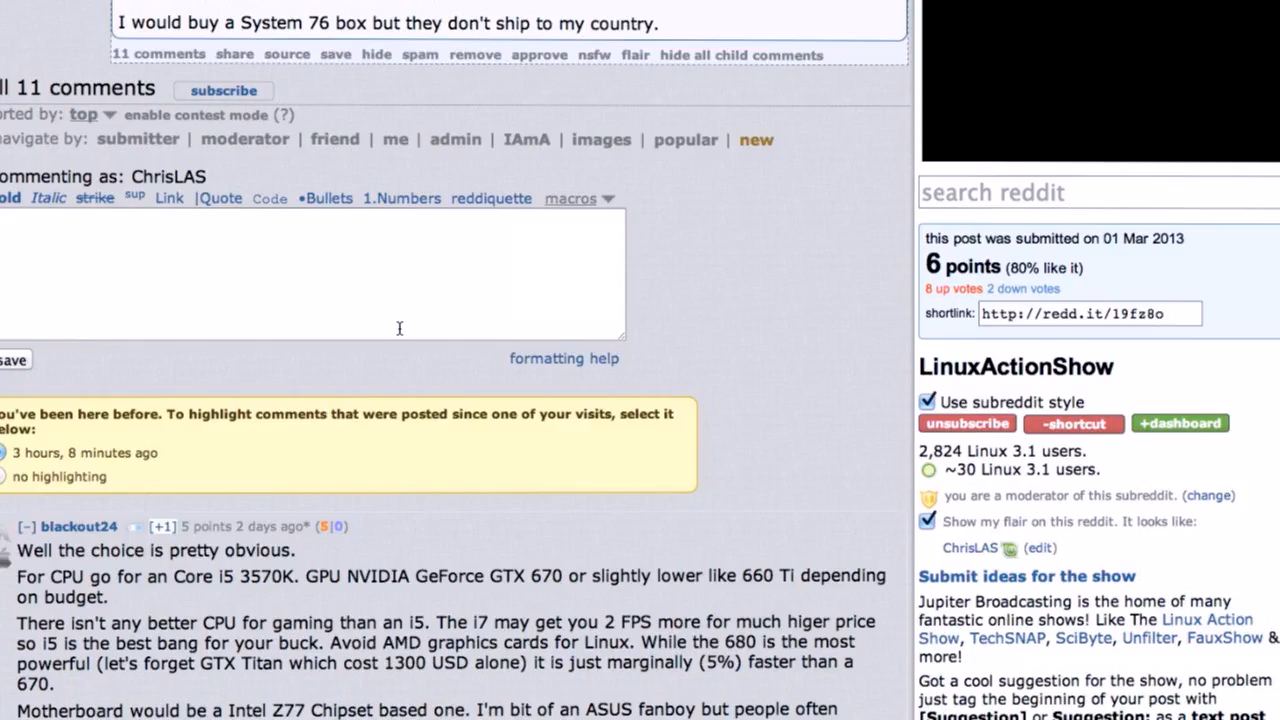 I would buy a System 76 box but they don't ship to my country.
11 comments share source save hide spam remove approve nsfw flair hide all child comments
ll 11 comments subscribe
orted by: top enable contest mode (?)
navigate by: submitter | moderator | friend | me | admin | IAmA | images | popular | new
ommenting as: ChrisLAS
old Italic strike sup Link |Quote Code •Bullets 1.Numbers reddiquette macros
save
formatting help
ou've been here before. To highlight comments that were posted since one of your visits, select it
elow:
3 hours, 8 minutes ago
no highlighting
[-] blackout24 [+1] 5 points 2 days ago* (5|0)
Well the choice is pretty obvious.
For CPU go for an Core i5 3570K. GPU NVIDIA GeForce GTX 670 or slightly lower like 660 Ti depending
on budget.
There isn't any better CPU for gaming than an i5. The i7 may get you 2 FPS more for much higer price
so i5 is the best bang for your buck. Avoid AMD graphics cards for Linux. While the 680 is the most
powerful (let's forget GTX Titan which cost 1300 USD alone) it is just marginally (5%) faster than a
670.
Motherboard would be a Intel Z77 Chipset based one. I'm bit of an ASUS fanboy but people often
search reddit
this post was submitted on 01 Mar 2013
6 points (80% like it)
8 up votes 2 down votes
shortlink: http://redd.it/19fz8o
LinuxActionShow
Use subreddit style
unsubscribe -shortcut +dashboard
2,824 Linux 3.1 users.
~30 Linux 3.1 users.
you are a moderator of this subreddit. (change)
Show my flair on this reddit. It looks like:
ChrisLAS (edit)
Submit ideas for the show
Jupiter Broadcasting is the home of many
fantastic online shows! Like The Linux Action
Show, TechSNAP, SciByte, Unfilter, FauxShow &
more!
Got a cool suggestion for the show, no problem
just tag the beginning of your post with
[Suggestion] or Suggestion: as a text post